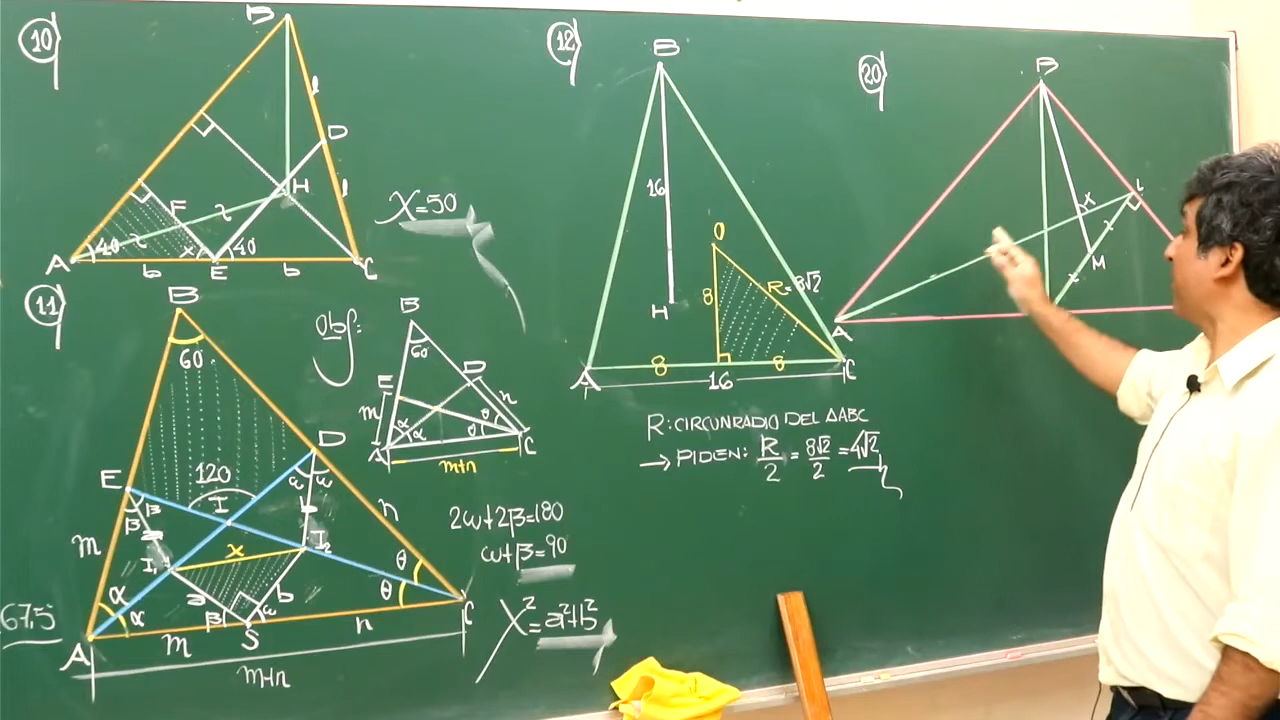 10
B
l
D
l
H
F
40
x
40
A
b
E
b
C
X=50
11
B
60
D
E
120
I
β
β
ω
ω
m
n
I₁
x
I₂
α
α
θ
θ
a
b
β
ω
A
m
S
n
C
m+n
67,5
Obs:
B
60
E
D
m
n
α
α
θ
θ
A
C
m+n
2ω+2β=180
ω+β=90
X²=a²+b²
12
B
16
O
8
R=8√2
H
8
8
A
16
C
R: CIRCUNRADIO DEL ΔABC
→ PIDEN: R/2 = 8√2/2 = 4√2
20
B
L
x
M
A